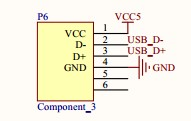 P6
VCC5
VCC 1
D- 2 USB_D-
D+ 3 USB_D+
GND 4 GND
5
6
Component_3